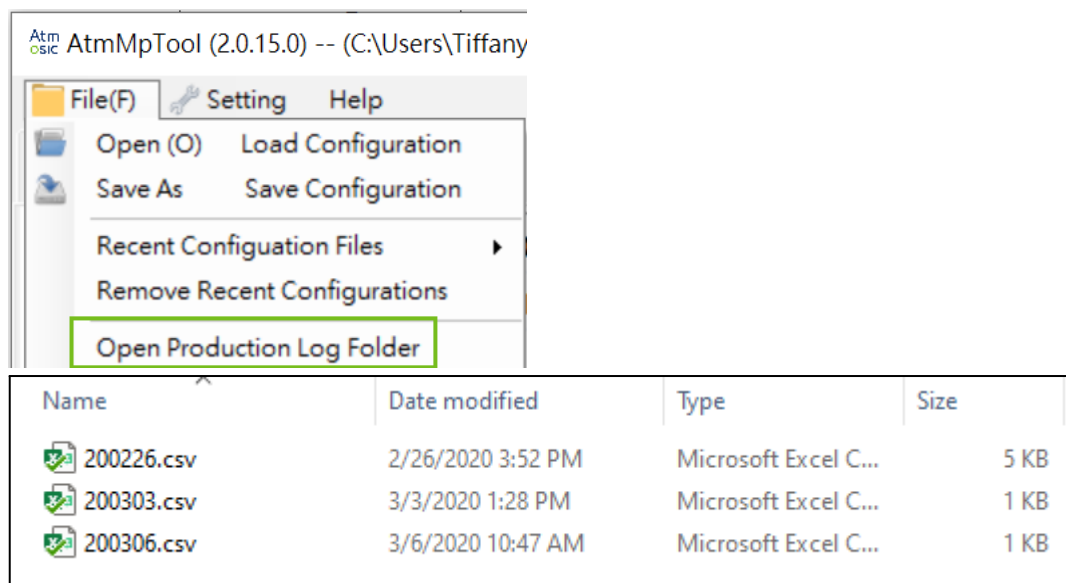 Atmosic AtmMpTool (2.0.15.0) -- (C:\Users\Tiffany
File(F) Setting Help
Open (O) Load Configuration
Save As Save Configuration
Recent Configuation Files
Remove Recent Configurations
Open Production Log Folder
Name Date modified Type Size
200226.csv 2/26/2020 3:52 PM Microsoft Excel C... 5 KB
200303.csv 3/3/2020 1:28 PM Microsoft Excel C... 1 KB
200306.csv 3/6/2020 10:47 AM Microsoft Excel C... 1 KB